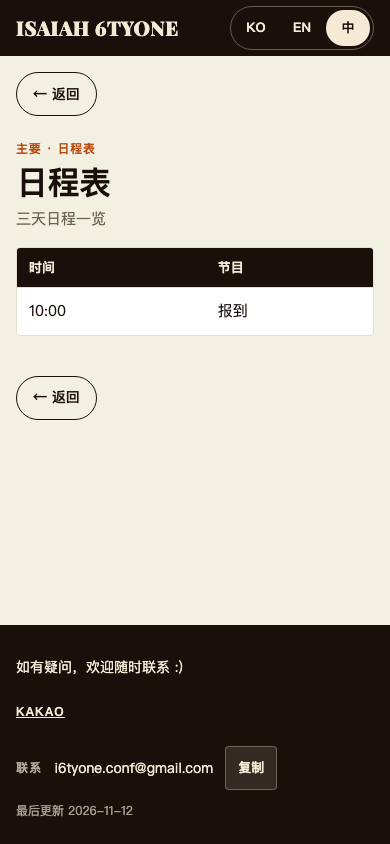 ISAIAH 6TYONE KO EN 中
← 返回
主要 · 日程表
日程表
三天日程一览
时间 节目
10:00 报到
← 返回
如有疑问，欢迎随时联系 :)
KAKAO
联系 i6tyone.conf@gmail.com 复制
最后更新 2026–11–12